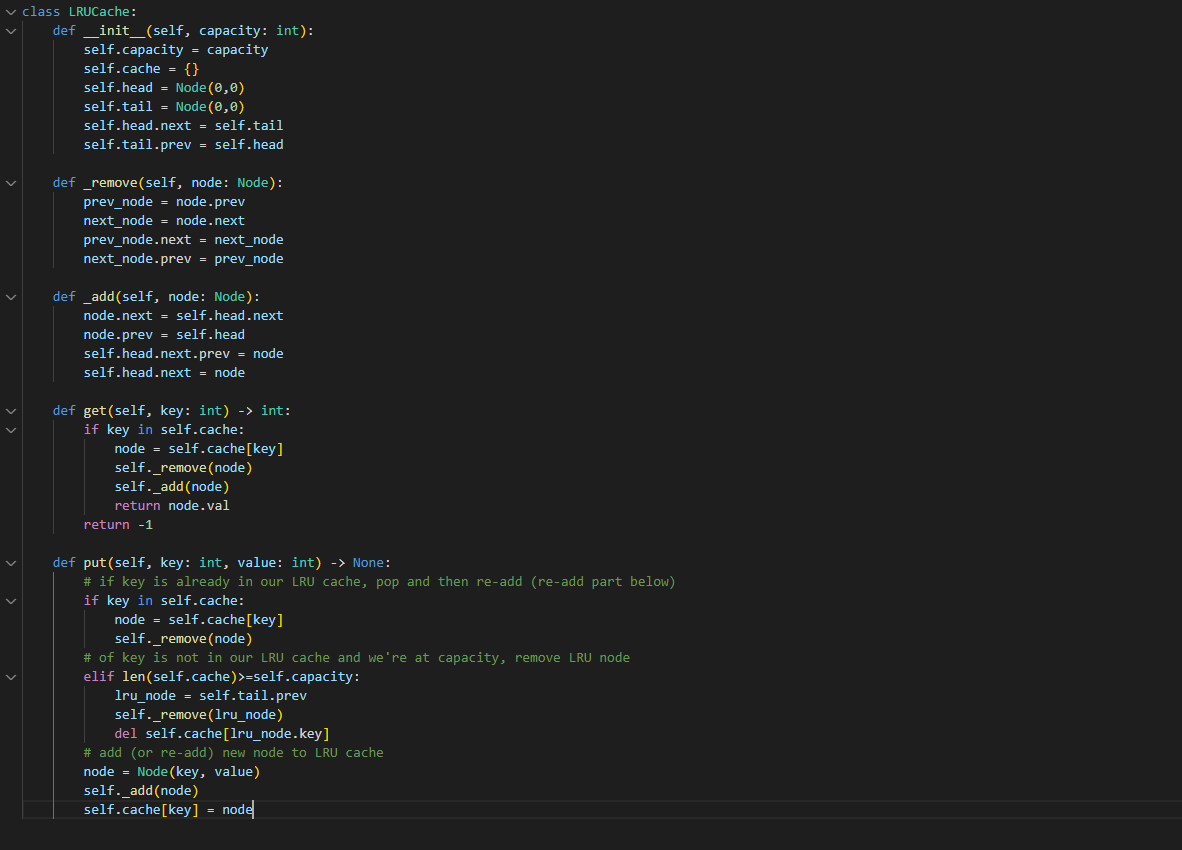 class LRUCache:
    def __init__(self, capacity: int):
        self.capacity = capacity
        self.cache = {}
        self.head = Node(0,0)
        self.tail = Node(0,0)
        self.head.next = self.tail
        self.tail.prev = self.head

    def _remove(self, node: Node):
        prev_node = node.prev
        next_node = node.next
        prev_node.next = next_node
        next_node.prev = prev_node

    def _add(self, node: Node):
        node.next = self.head.next
        node.prev = self.head
        self.head.next.prev = node
        self.head.next = node

    def get(self, key: int) -> int:
        if key in self.cache:
            node = self.cache[key]
            self._remove(node)
            self._add(node)
            return node.val
        return -1

    def put(self, key: int, value: int) -> None:
        # if key is already in our LRU cache, pop and then re-add (re-add part below)
        if key in self.cache:
            node = self.cache[key]
            self._remove(node)
        # of key is not in our LRU cache and we're at capacity, remove LRU node
        elif len(self.cache)>=self.capacity:
            lru_node = self.tail.prev
            self._remove(lru_node)
            del self.cache[lru_node.key]
        # add (or re-add) new node to LRU cache
        node = Node(key, value)
        self._add(node)
        self.cache[key] = node